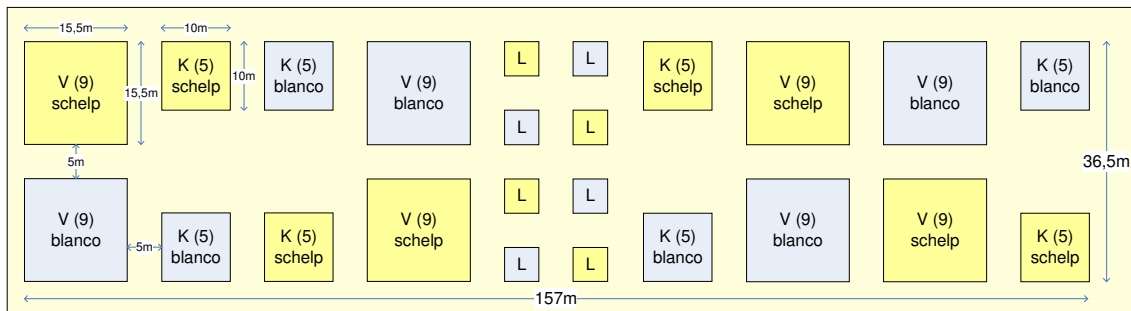 15,5m
10m
V (9)
schelp
15,5m
K (5)
schelp
10m
K (5)
blanco
V (9)
blanco
L
L
K (5)
schelp
V (9)
schelp
V (9)
blanco
K (5)
blanco
L
L
5m
36,5m
V (9)
blanco
5m
K (5)
blanco
K (5)
schelp
V (9)
schelp
L
L
K (5)
blanco
V (9)
blanco
V (9)
schelp
K (5)
schelp
L
L
157m